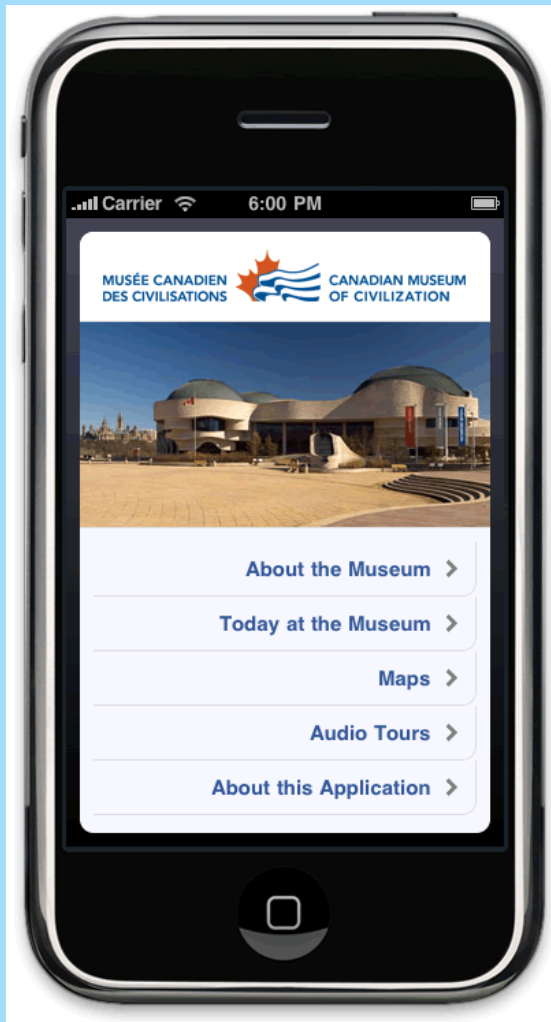 Carrier 6:00 PM
MUSÉE CANADIEN
DES CIVILISATIONS
CANADIAN MUSEUM
OF CIVILIZATION
About the Museum
Today at the Museum
Maps
Audio Tours
About this Application